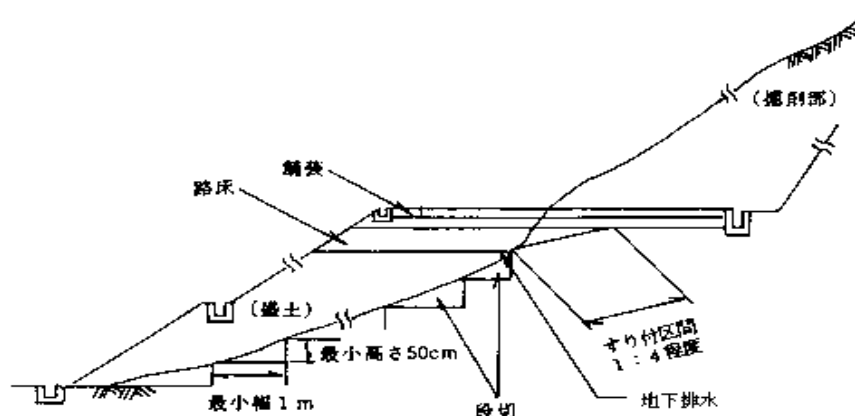 (掘削部)
舗装
路床
(盛土)
すり付区間
1:4程度
最小高さ50cm
最小幅1m
段切
地下排水